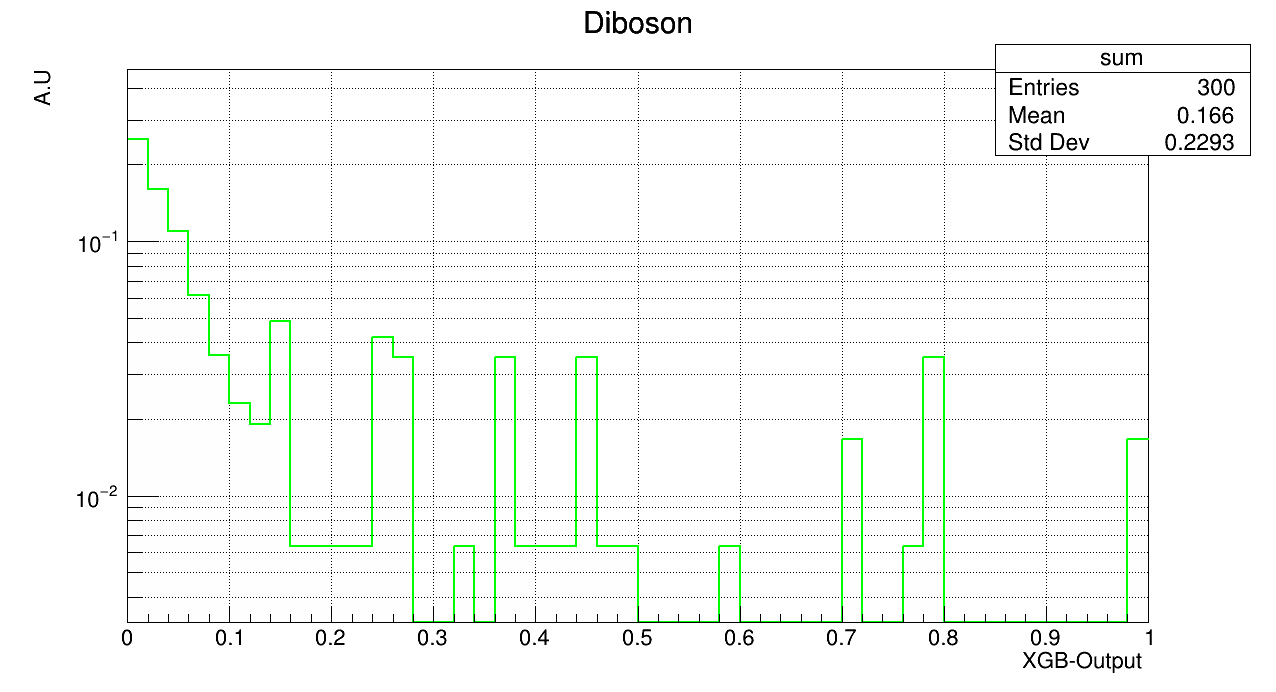 Diboson
A.U
sum
Entries 300
Mean 0.166
Std Dev 0.2293
10⁻¹
10⁻²
0 0.1 0.2 0.3 0.4 0.5 0.6 0.7 0.8 0.9 1
XGB-Output